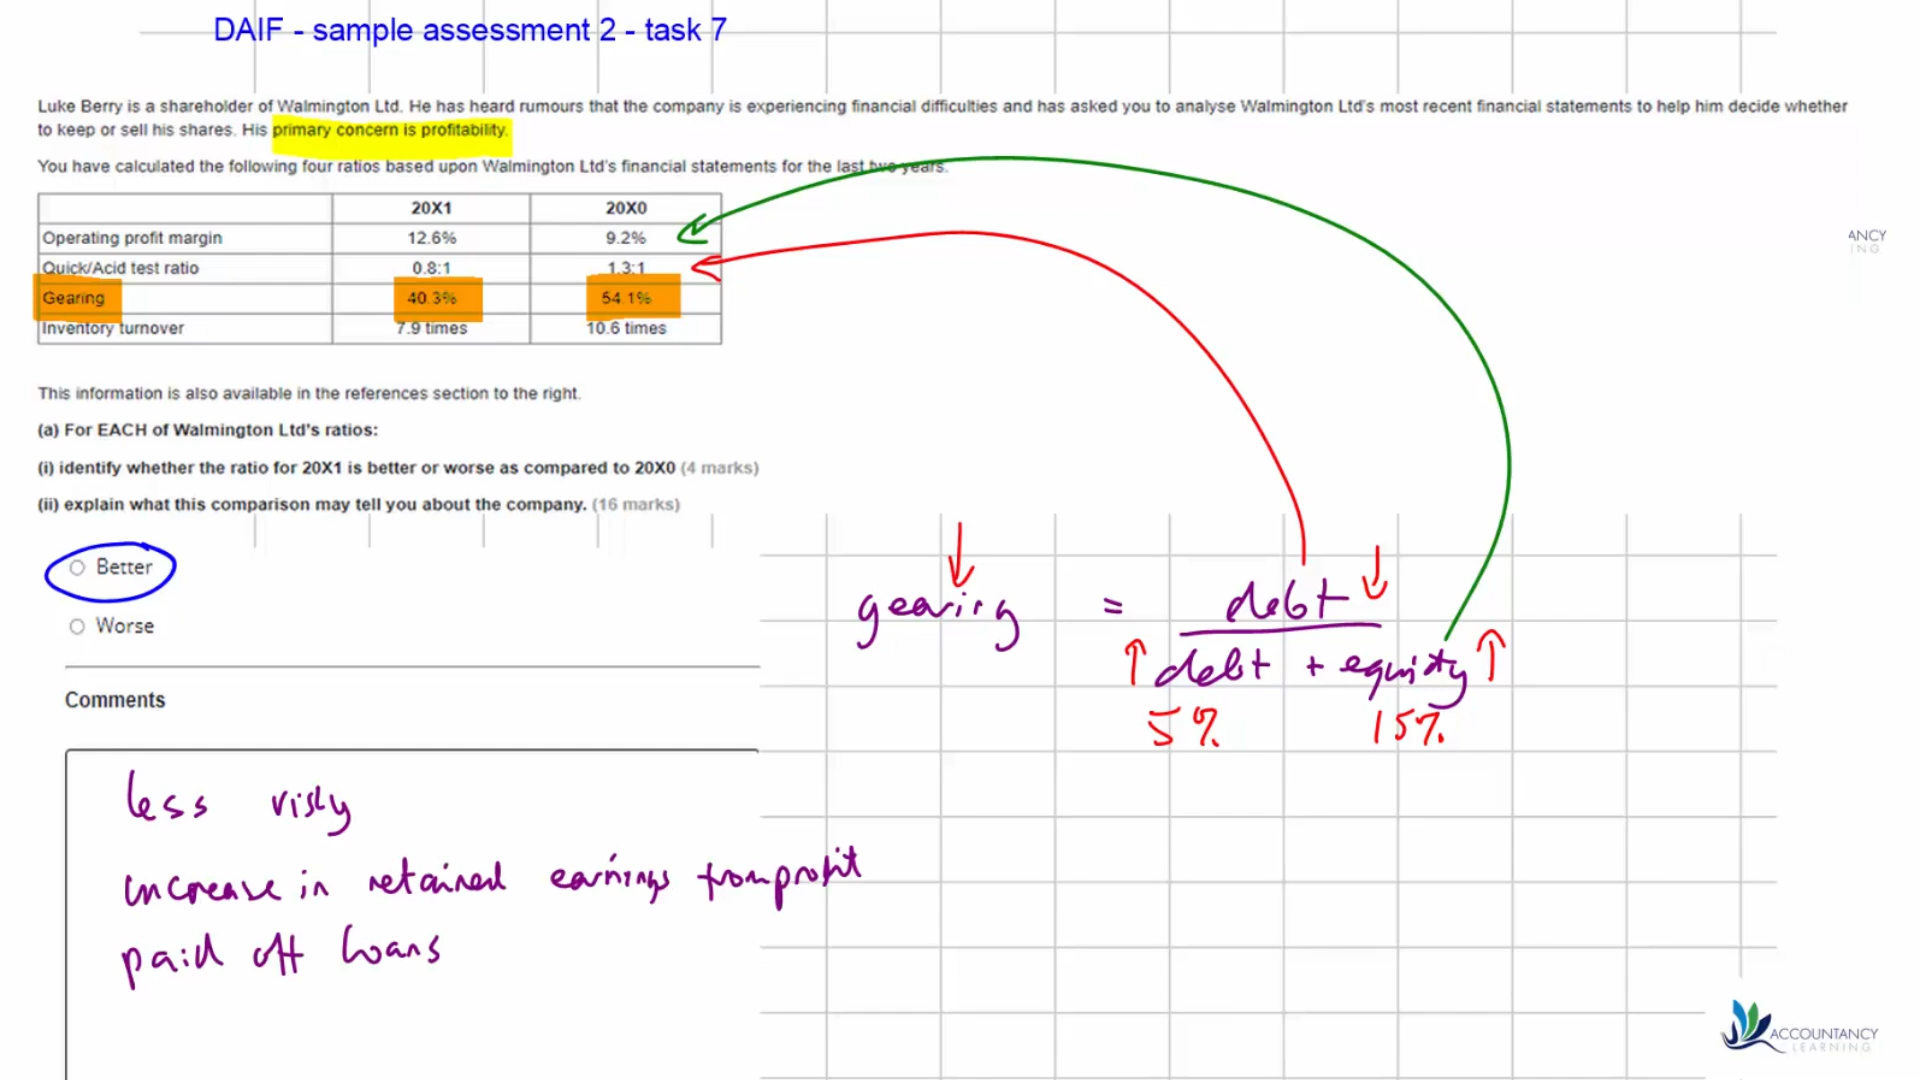 DAIF - sample assessment 2 - task 7
Luke Berry is a shareholder of Walmington Ltd. He has heard rumours that the company is experiencing financial difficulties and has asked you to analyse Walmington Ltd's most recent financial statements to help him decide whether
to keep or sell his shares. His primary concern is profitability.
You have calculated the following four ratios based upon Walmington Ltd's financial statements for the last two years.
20X1 20X0
Operating profit margin 12.6% 9.2%
Quick/Acid test ratio 0.8:1 1.3:1
Gearing 40.3% 54.1%
Inventory turnover 7.9 times 10.6 times
ANCY
ING
This information is also available in the references section to the right.
(a) For EACH of Walmington Ltd's ratios:
(i) identify whether the ratio for 20X1 is better or worse as compared to 20X0 (4 marks)
(ii) explain what this comparison may tell you about the company. (16 marks)
Better
Worse
Comments
less risky
increase in retained earnings from profit
paid off loans
gearing = debt
debt + equity
5% 15%
ACCOUNTANCY
LEARNING